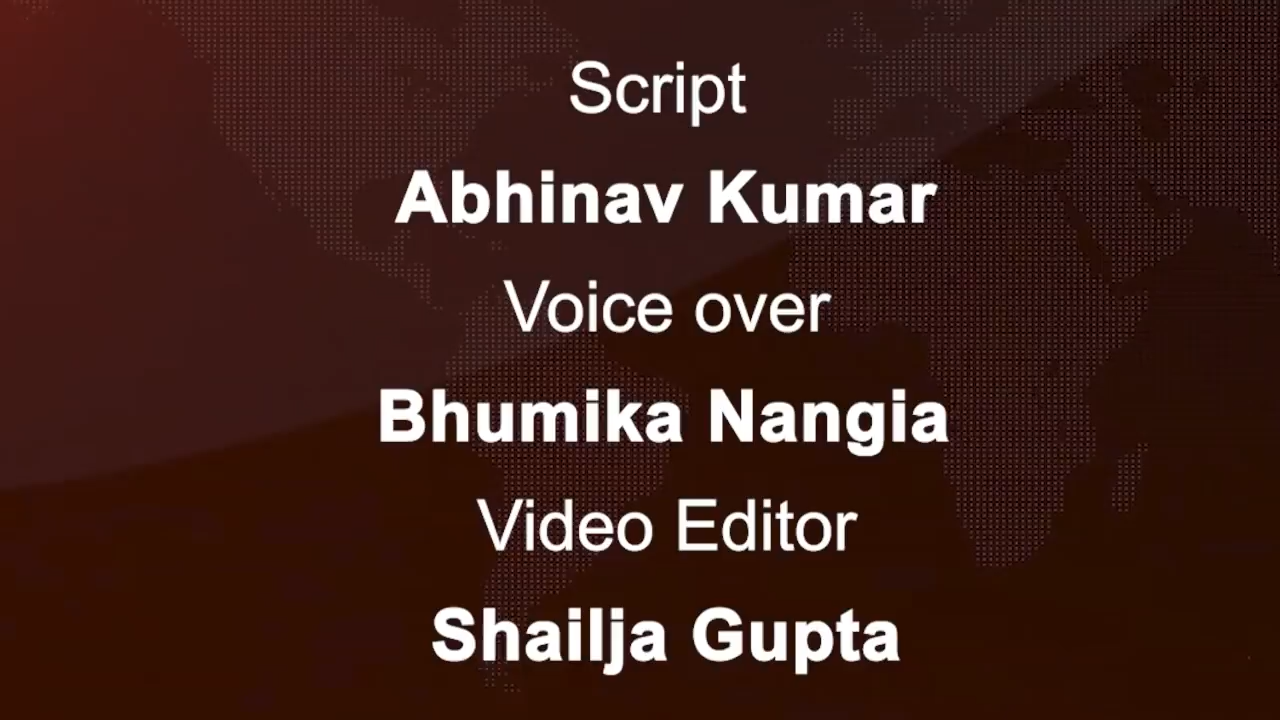 Script
Abhinav Kumar
Voice over
Bhumika Nangia
Video Editor
Shailja Gupta